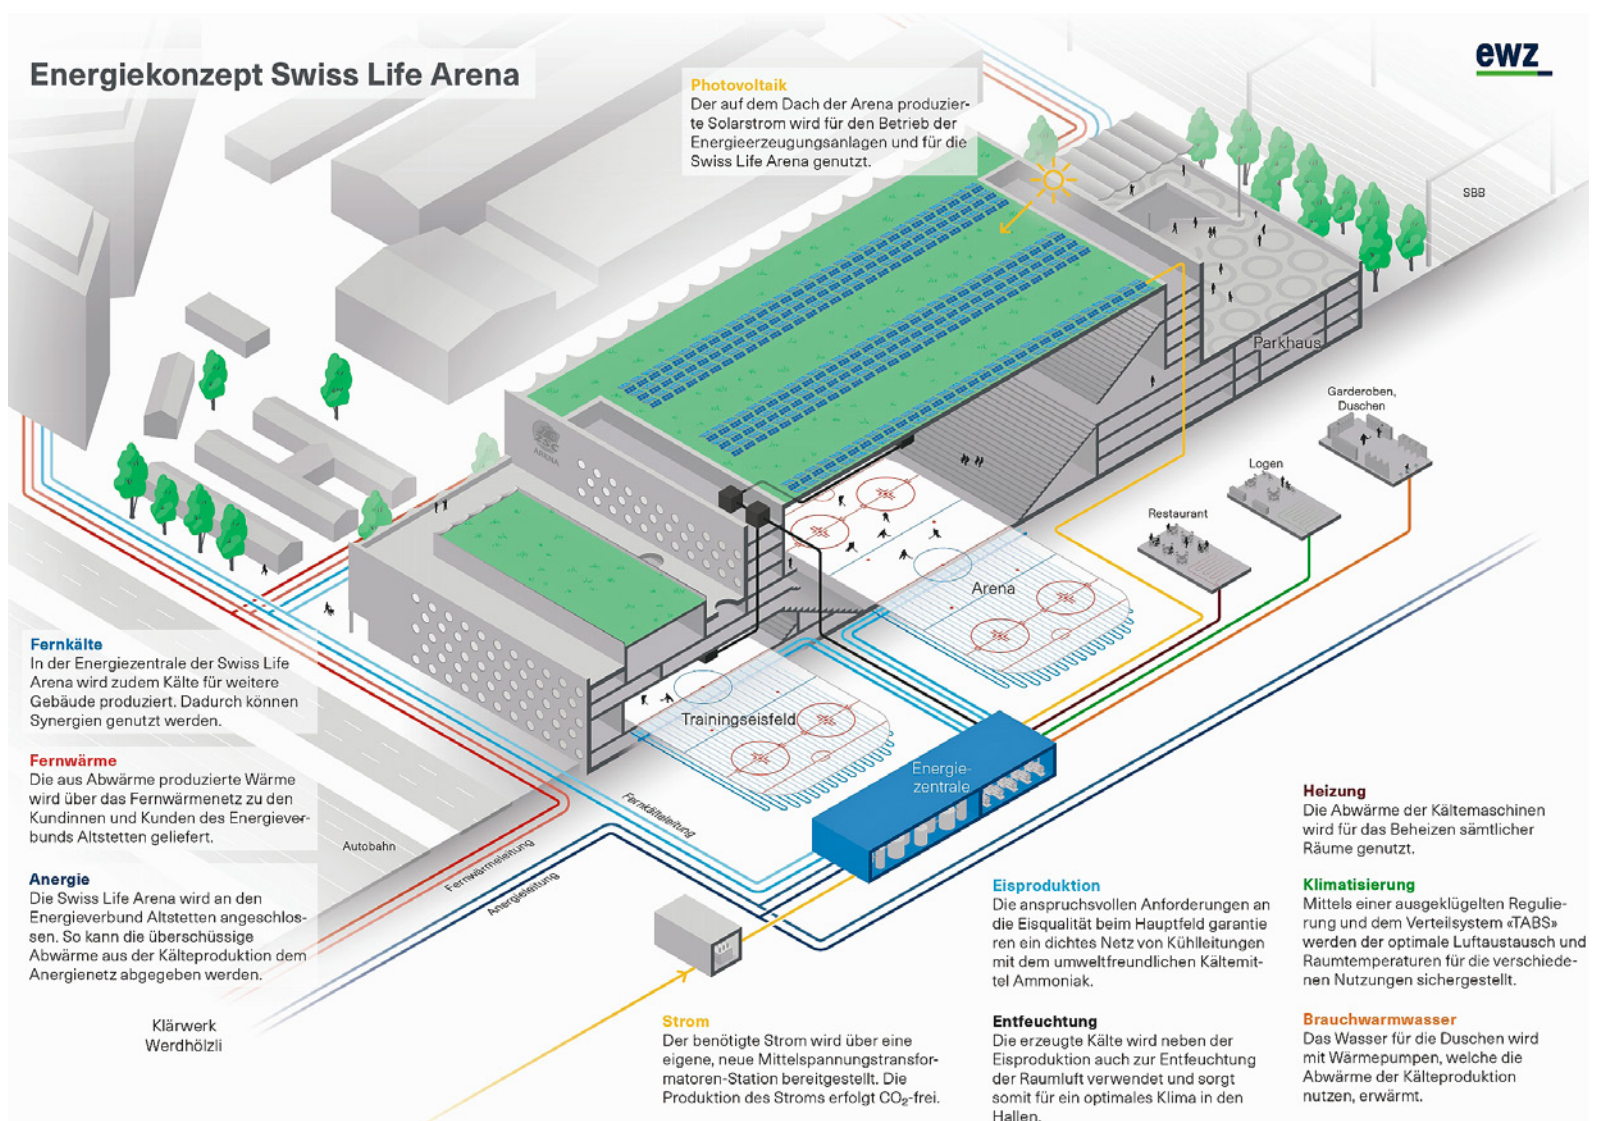 Energiekonzept Swiss Life Arena
ewz
Photovoltaik
Der auf dem Dach der Arena produzier-
te Solarstrom wird für den Betrieb der
Energieerzeugungsanlagen und für die
Swiss Life Arena genutzt.
SBB
Parkhaus
Garderoben,
Duschen
Logen
Restaurant
ZSC
ARENA
Arena
Trainingseisfeld
Energie-
zentrale
Fernkälte
In der Energiezentrale der Swiss Life
Arena wird zudem Kälte für weitere
Gebäude produziert. Dadurch können
Synergien genutzt werden.
Fernwärme
Die aus Abwärme produzierte Wärme
wird über das Fernwärmenetz zu den
Kundinnen und Kunden des Energiever-
bunds Altstetten geliefert.
Anergie
Die Swiss Life Arena wird an den
Energieverbund Altstetten angeschlos-
sen. So kann die überschüssige
Abwärme aus der Kälteproduktion dem
Anergienetz abgegeben werden.
Autobahn
Fernkälteleitung
Fernwärmeleitung
Anergieleitung
Klärwerk
Werdhölzli
Strom
Der benötigte Strom wird über eine
eigene, neue Mittelspannungstransfor-
matoren-Station bereitgestellt. Die
Produktion des Stroms erfolgt CO₂-frei.
Eisproduktion
Die anspruchsvollen Anforderungen an
die Eisqualität beim Hauptfeld garantie
ren ein dichtes Netz von Kühlleitungen
mit dem umweltfreundlichen Kältemit-
tel Ammoniak.
Entfeuchtung
Die erzeugte Kälte wird neben der
Eisproduktion auch zur Entfeuchtung
der Raumluft verwendet und sorgt
somit für ein optimales Klima in den
Hallen.
Heizung
Die Abwärme der Kältemaschinen
wird für das Beheizen sämtlicher
Räume genutzt.
Klimatisierung
Mittels einer ausgeklügelten Regulie-
rung und dem Verteilsystem «TABS»
werden der optimale Luftaustausch und
Raumtemperaturen für die verschiede-
nen Nutzungen sichergestellt.
Brauchwarmwasser
Das Wasser für die Duschen wird
mit Wärmepumpen, welche die
Abwärme der Kälteproduktion
nutzen, erwärmt.